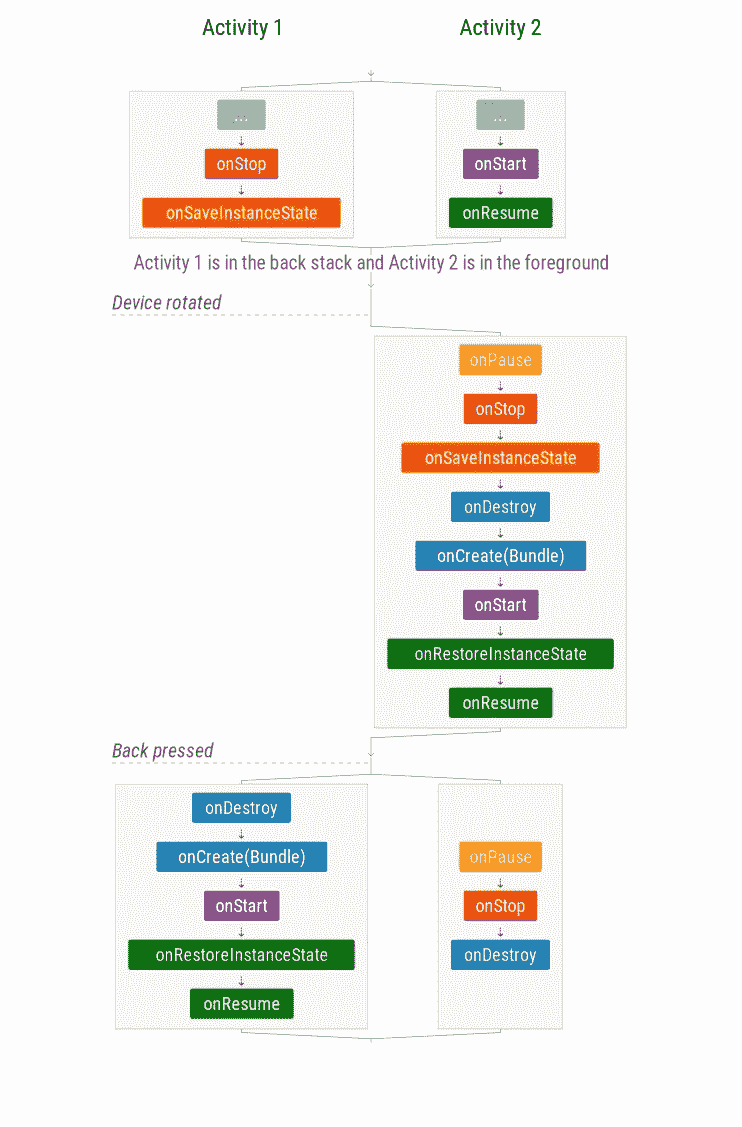 Activity 1
Activity 2
...
onStop
onSaveInstanceState
...
onStart
onResume
Activity 1 is in the back stack and Activity 2 is in the foreground
Device rotated
onPause
onStop
onSaveInstanceState
onDestroy
onCreate(Bundle)
onStart
onRestoreInstanceState
onResume
Back pressed
onDestroy
onCreate(Bundle)
onStart
onRestoreInstanceState
onResume
onPause
onStop
onDestroy